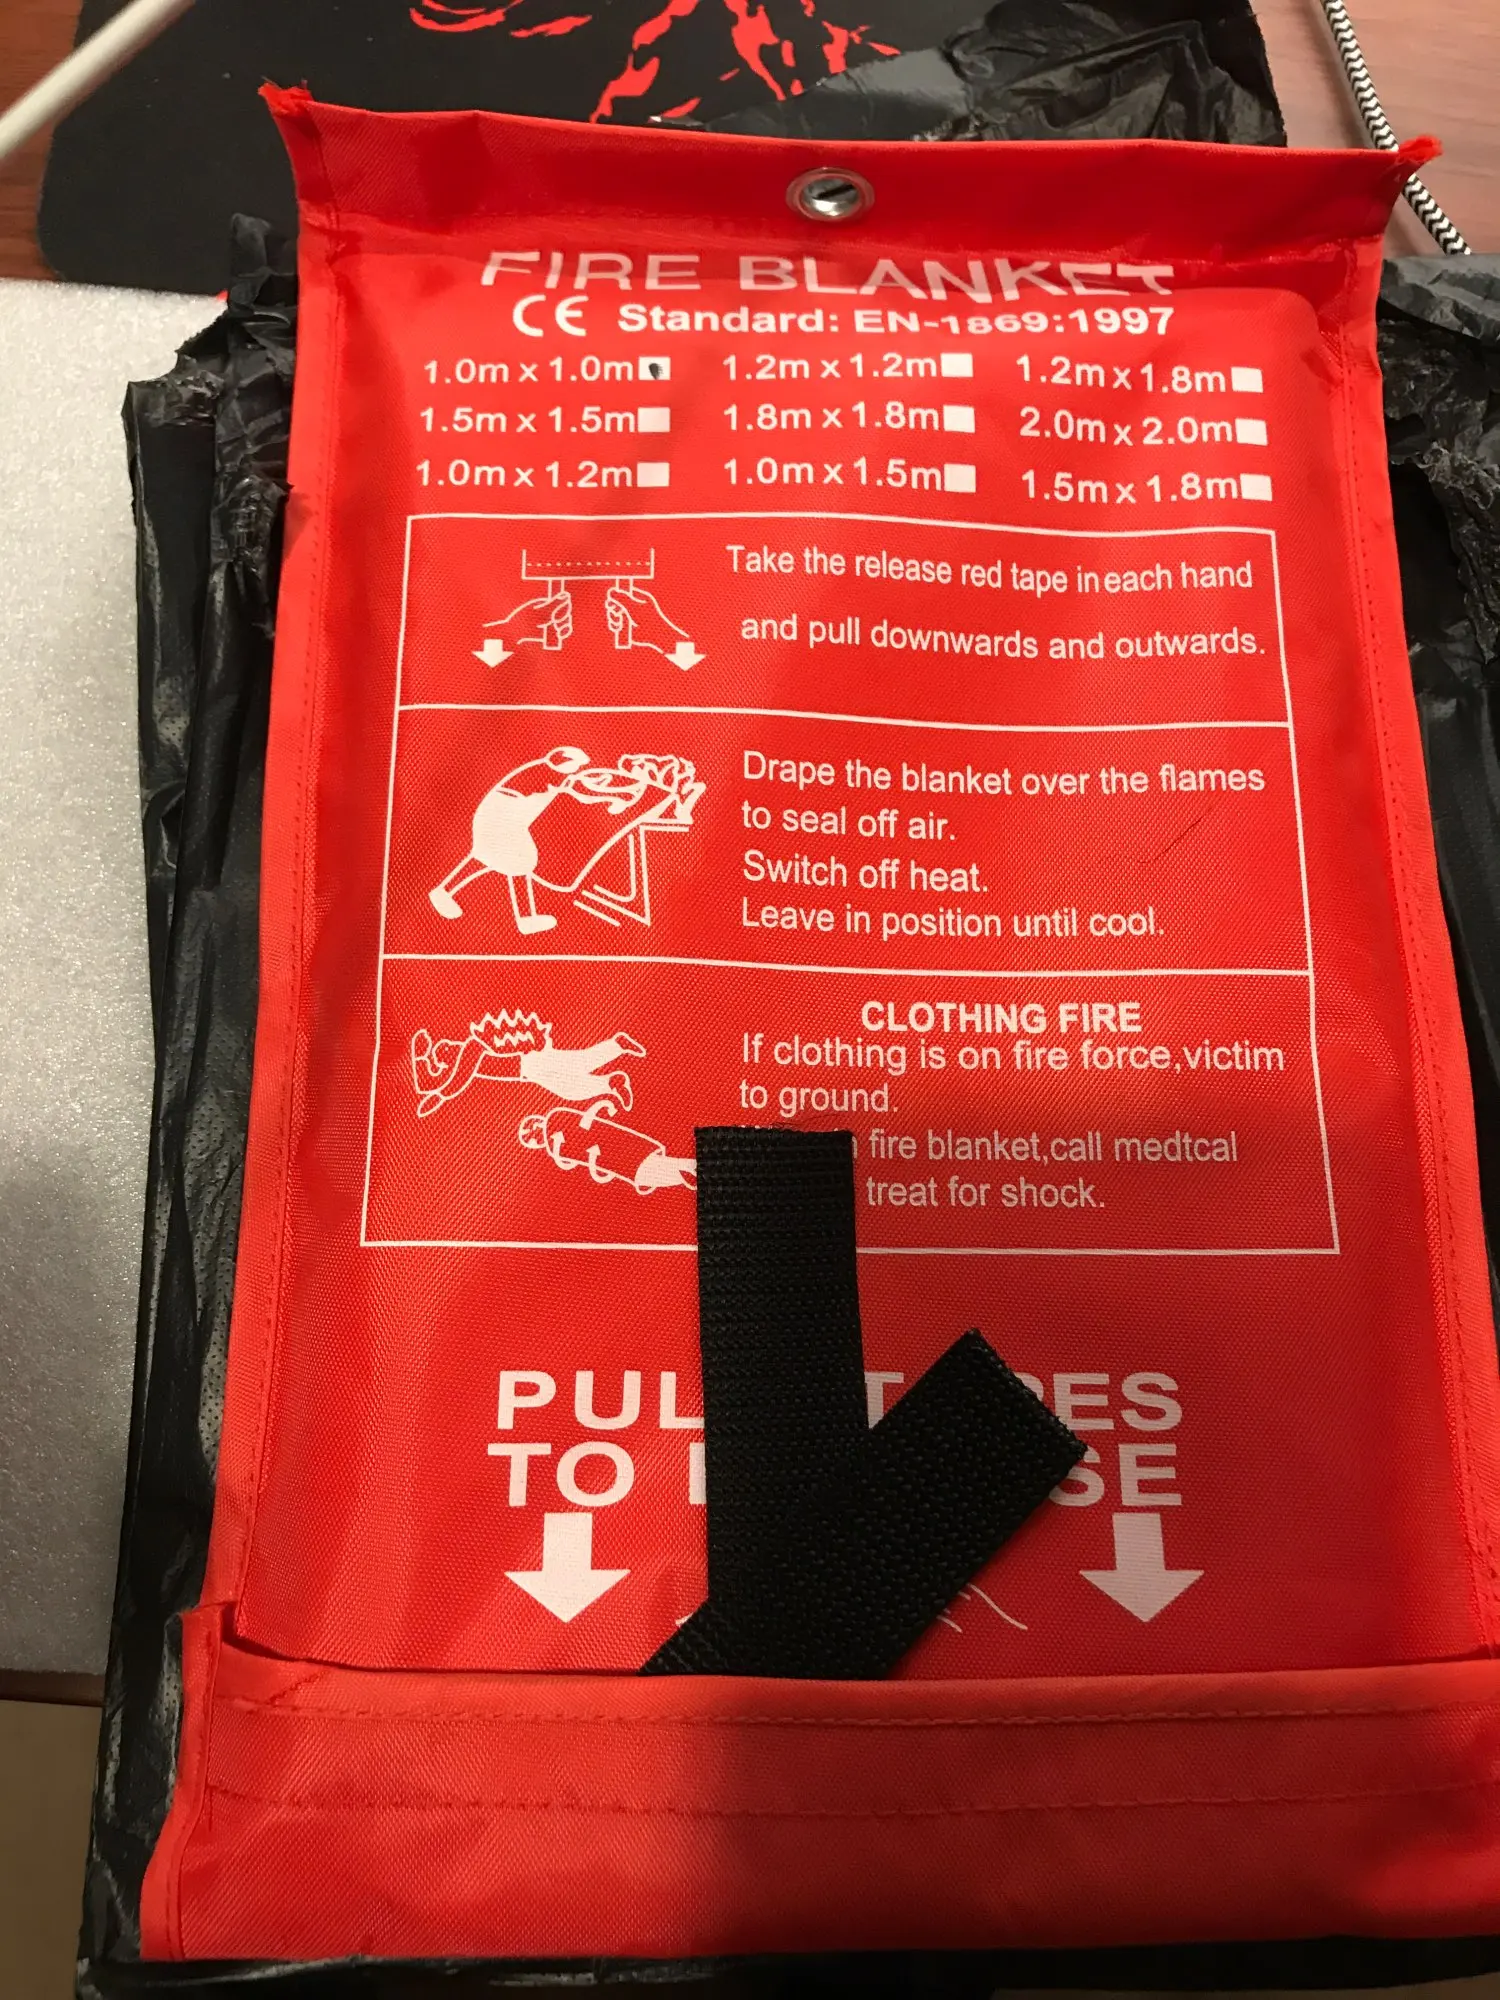 FIRE BLANKET
CE Standard: EN-1869:1997
1.0m x 1.0m 1.2m x 1.2m 1.2m x 1.8m
1.5m x 1.5m 1.8m x 1.8m 2.0m x 2.0m
1.0m x 1.2m 1.0m x 1.5m 1.5m x 1.8m
Take the release red tape in each hand
and pull downwards and outwards.
Drape the blanket over the flames
to seal off air.
Switch off heat.
Leave in position until cool.
CLOTHING FIRE
If clothing is on fire force,victim
to ground.
fire blanket,call medtcal
treat for shock.
PUL T PES
TO SE